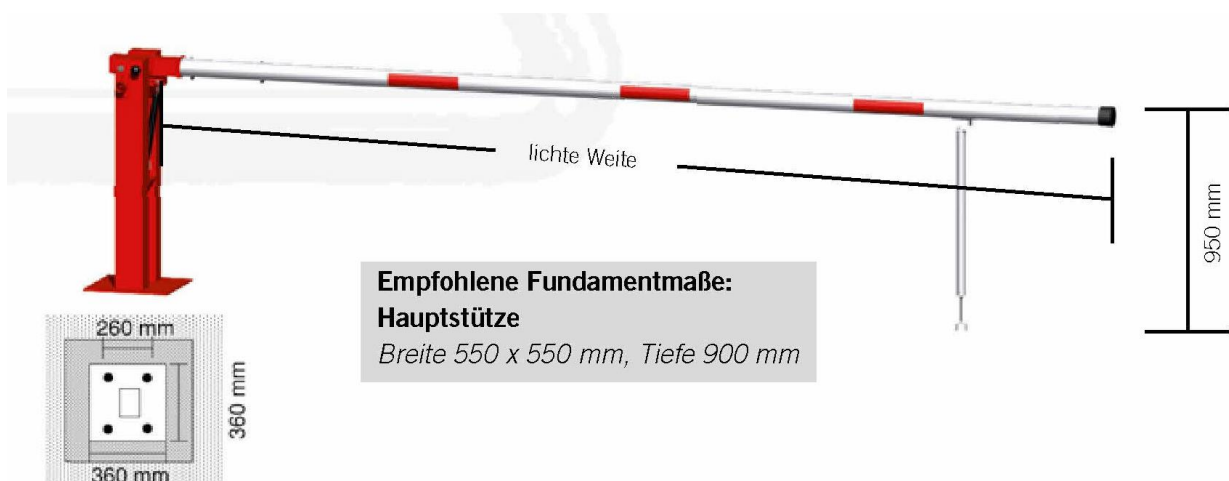 lichte Weite
950 mm
Empfohlene Fundamentmaße:
Hauptstütze
Breite 550 x 550 mm, Tiefe 900 mm
260 mm
360 mm
360 mm